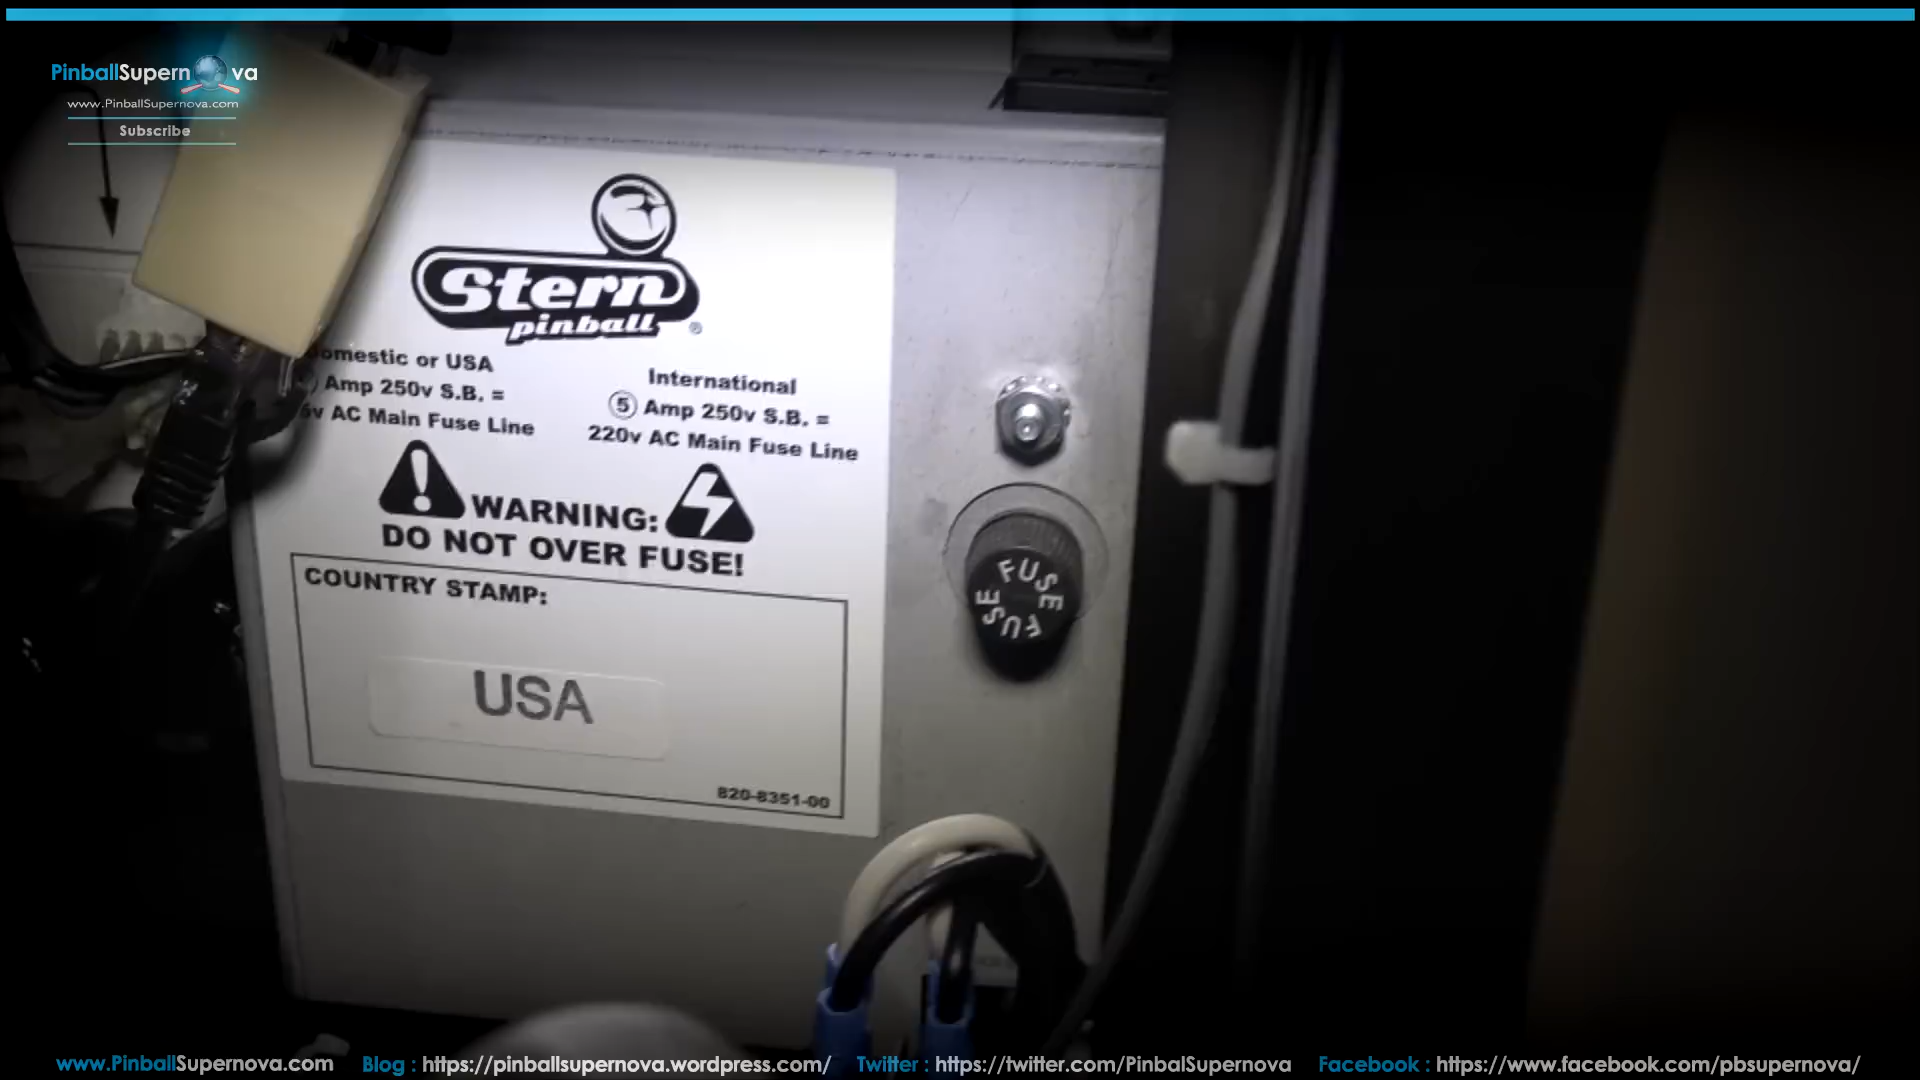 PinballSupernova
www.PinballSupernova.com
Subscribe
Stern
pinball
®
omestic or USA
Amp 250v S.B. =
v AC Main Fuse Line
International
5 Amp 250v S.B. =
220v AC Main Fuse Line
WARNING:
DO NOT OVER FUSE!
COUNTRY STAMP:
USA
820-8351-00
FUSE
FUSE
www.PinballSupernova.com Blog : https://pinballsupernova.wordpress.com/ Twitter : https://twitter.com/PinbalSupernova Facebook : https://www.facebook.com/pbsupernova/